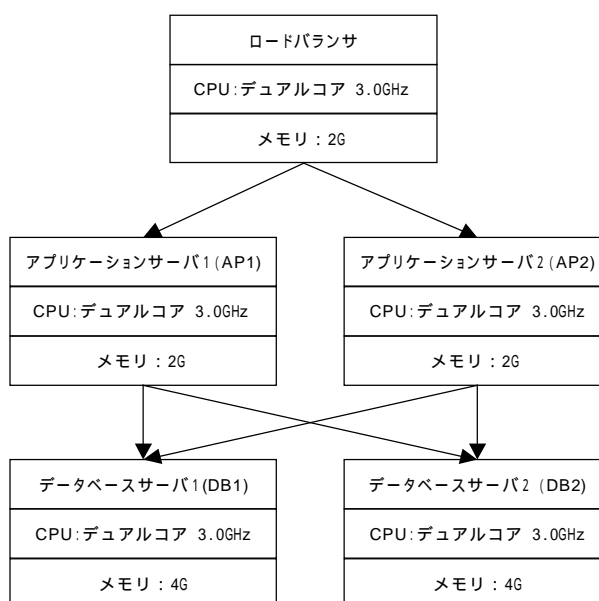 ロードバランサ
CPU:デュアルコア 3.0GHz
メモリ：2G
アプリケーションサーバ1(AP1)
CPU:デュアルコア 3.0GHz
メモリ：2G
アプリケーションサーバ2(AP2)
CPU:デュアルコア 3.0GHz
メモリ：2G
データベースサーバ1(DB1)
CPU:デュアルコア 3.0GHz
メモリ：4G
データベースサーバ2 (DB2)
CPU:デュアルコア 3.0GHz
メモリ：4G